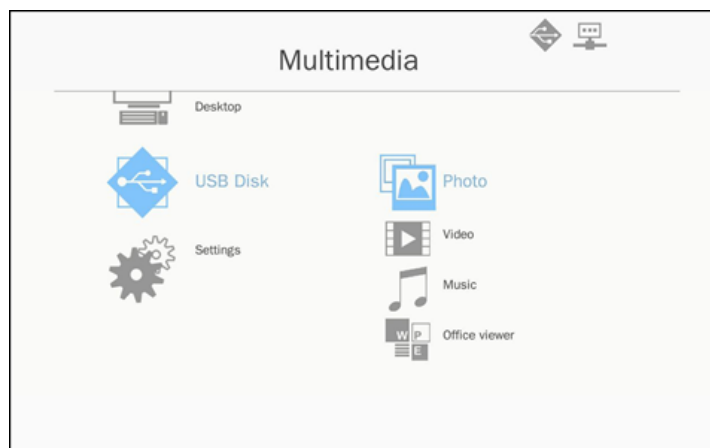 Multimedia
Desktop
USB Disk
Photo
Video
Settings
Music
W P
E
Office viewer